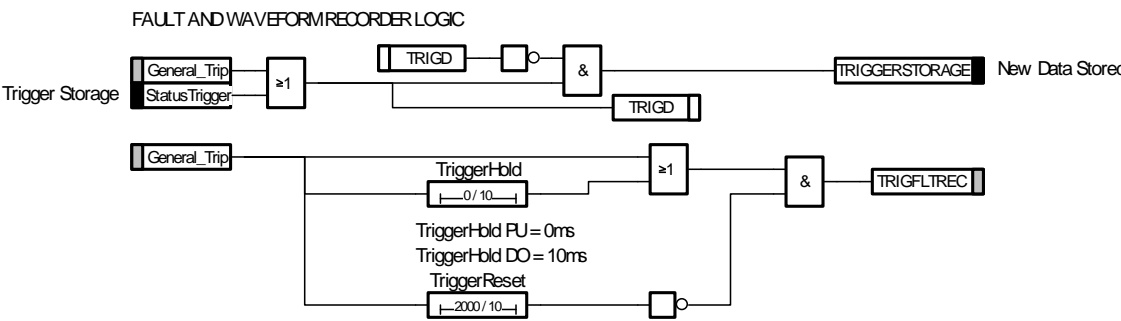 FAULT AND WAVEFORM RECORDER LOGIC
TRIGD
General_Trip
≥1
&
TRIGGERSTORAGE
New Data Stored
Trigger Storage
StatusTrigger
TRIGD
General_Trip
TriggerHold
≥1
0 / 10
&
TRIGFLTREC
TriggerHold PU = 0ms
TriggerHold DO = 10ms
TriggerReset
2000 / 10